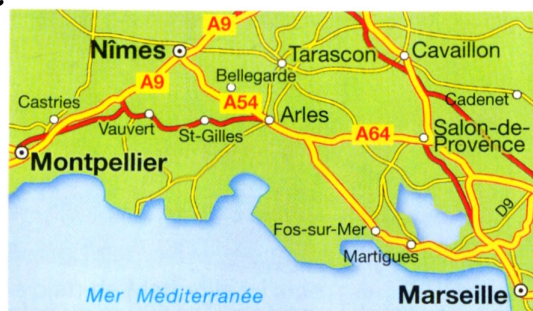 A9
Nîmes
Tarascon
Cavaillon
A9
Bellegarde
Castries
A54
Cadenet
Vauvert
St-Gilles
Arles
A64
Salon-de-
Provence
Montpellier
D9
Fos-sur-Mer
Martigues
Mer Méditerranée
Marseille